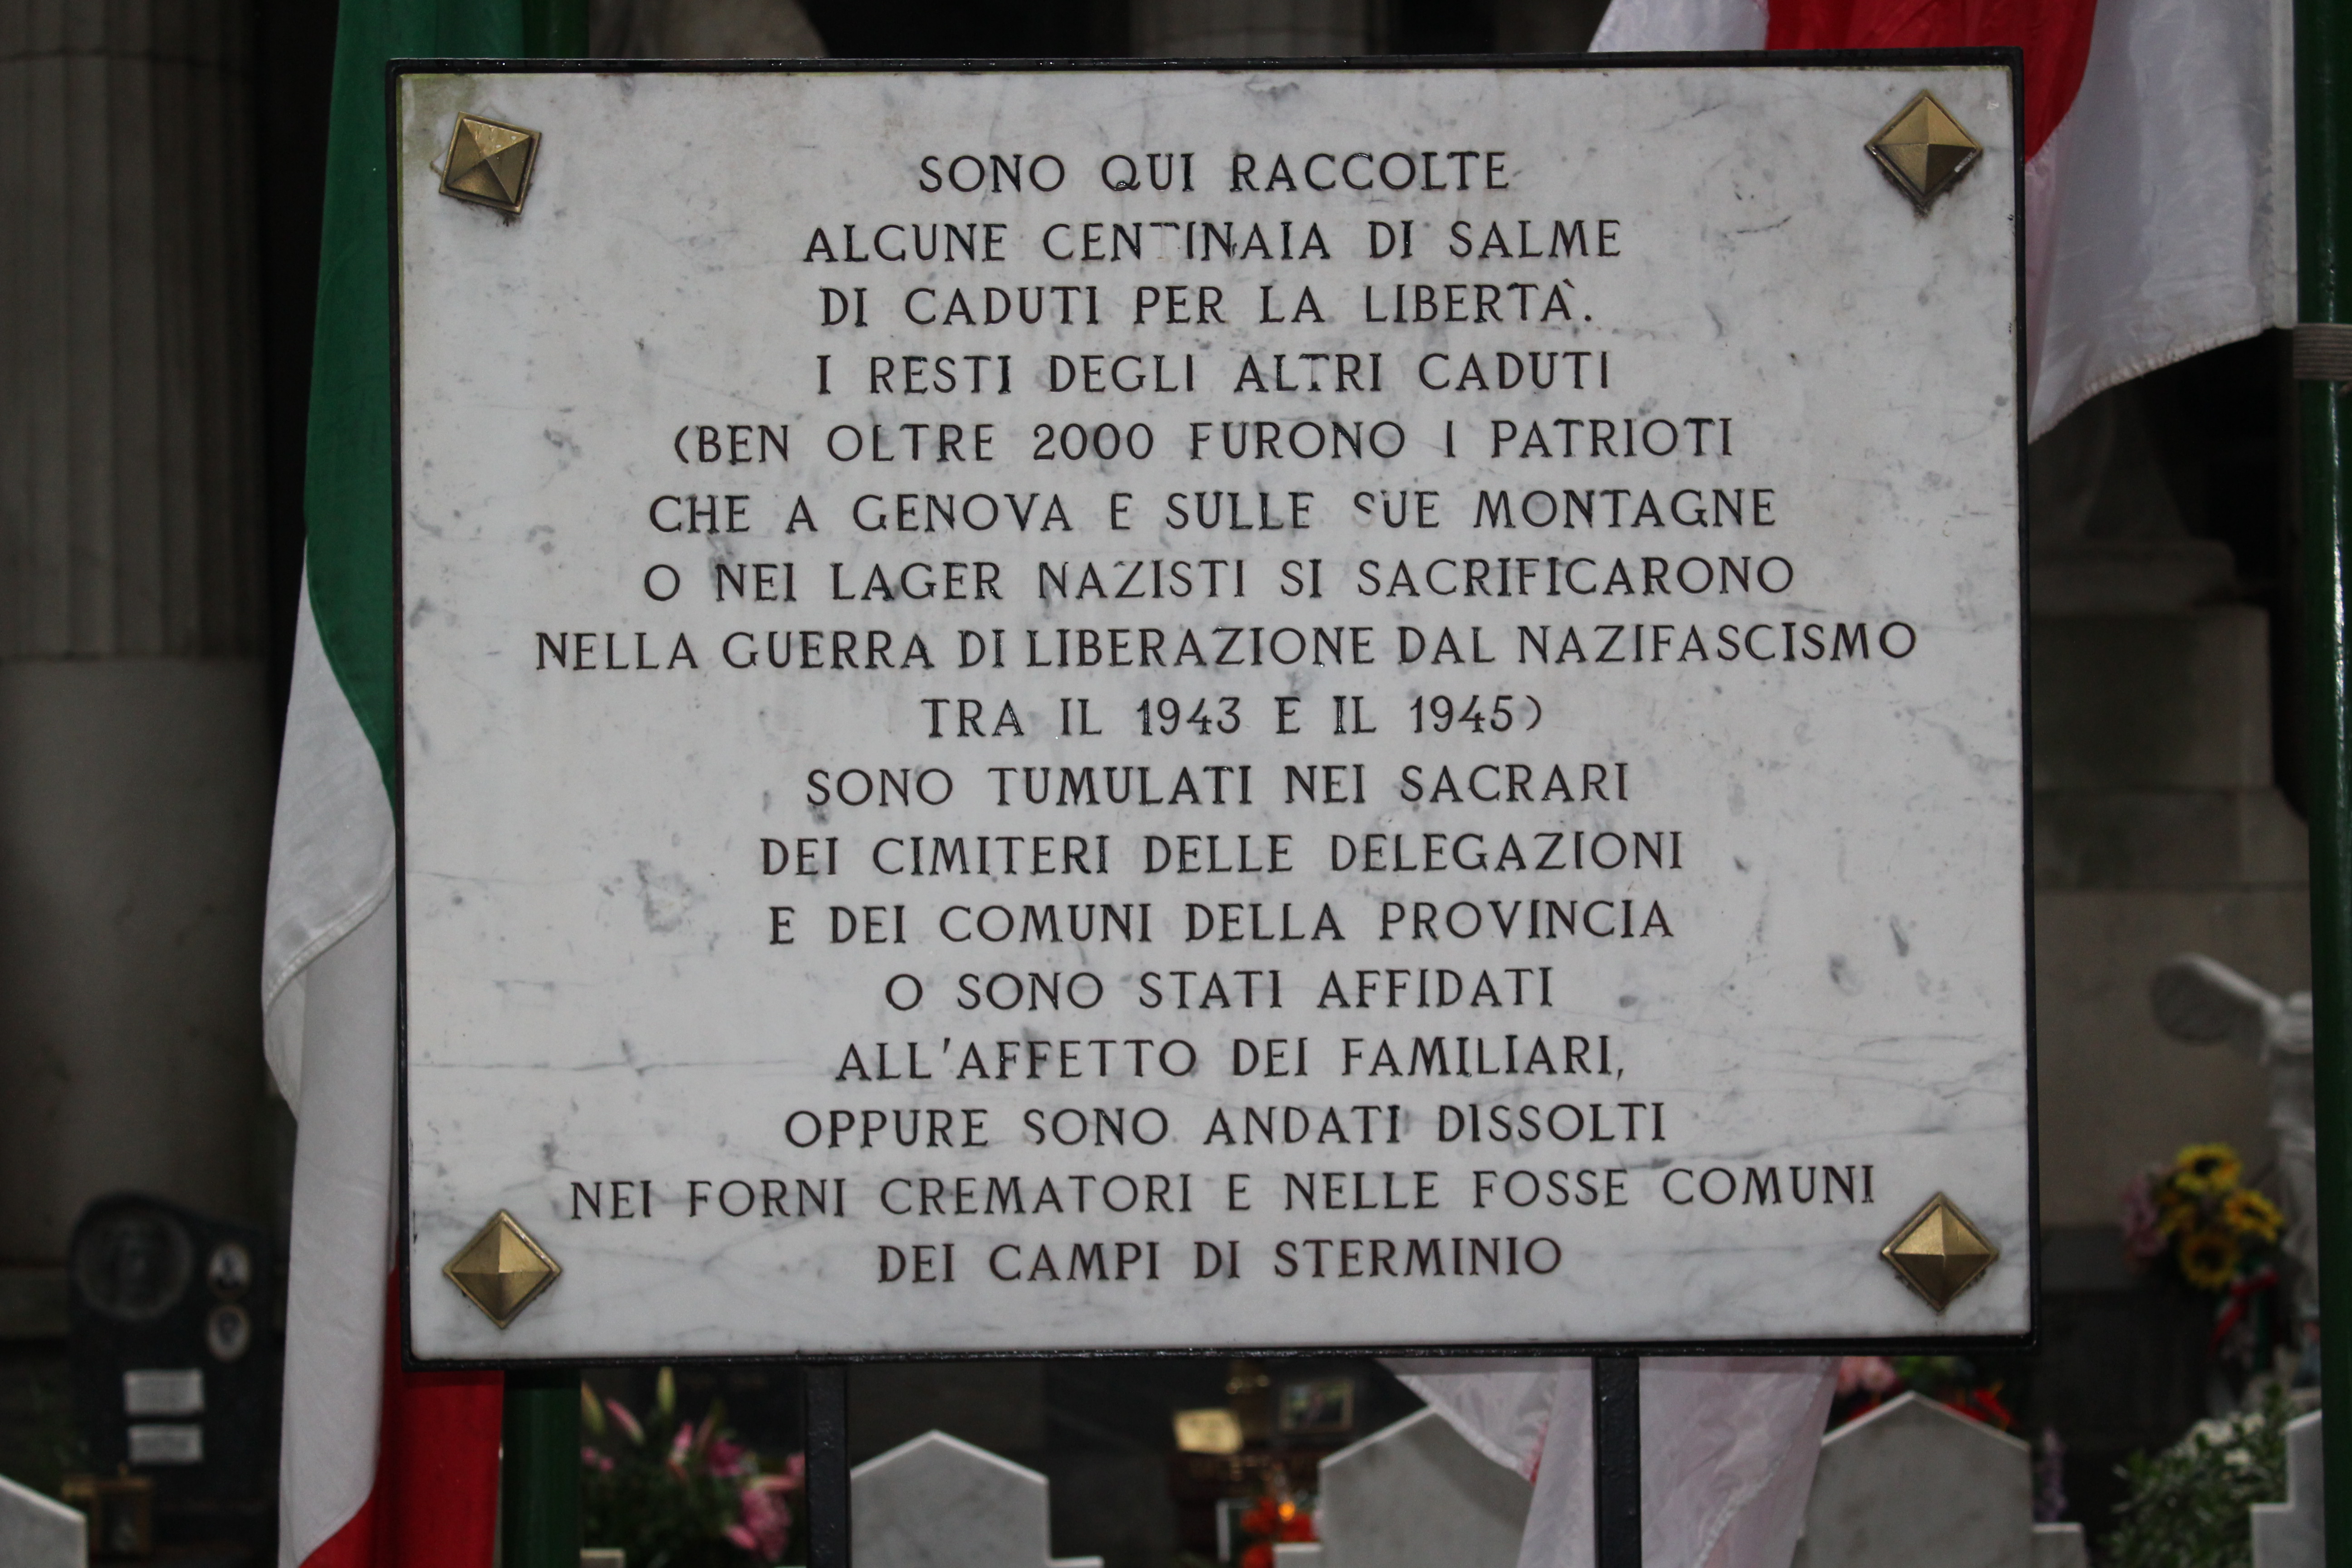 SONO QUI RACCOLTE
ALCUNE CENTINAIA DI SALME
DI CADUTI PER LA LIBERTÀ.
I RESTI DEGLI ALTRI CADUTI
(BEN OLTRE 2000 FURONO I PATRIOTI
CHE A GENOVA E SULLE SUE MONTAGNE
O NEI LAGER NAZISTI SI SACRIFICARONO
NELLA GUERRA DI LIBERAZIONE DAL NAZIFASCISMO
TRA IL 1943 E IL 1945)
SONO TUMULATI NEI SACRARI
DEI CIMITERI DELLE DELEGAZIONI
E DEI COMUNI DELLA PROVINCIA
O SONO STATI AFFIDATI
ALL'AFFETTO DEI FAMILIARI,
OPPURE SONO ANDATI DISSOLTI
NEI FORNI CREMATORI E NELLE FOSSE COMUNI
DEI CAMPI DI STERMINIO